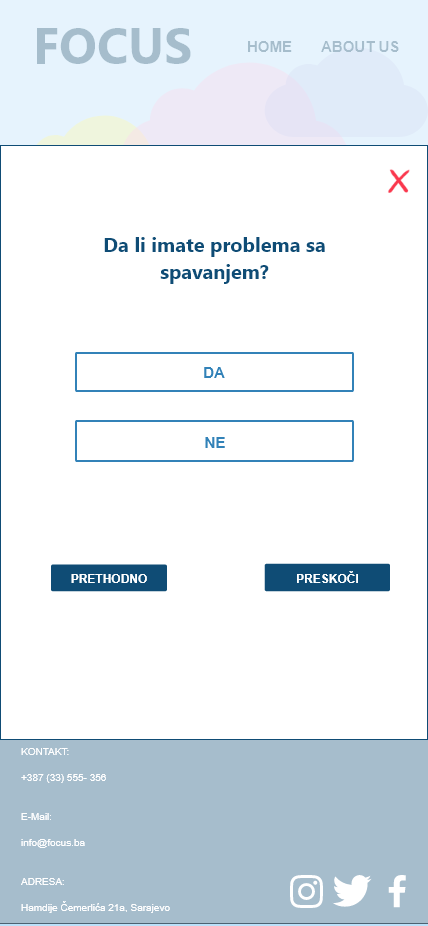 FOCUS
HOME
ABOUT US
X
Da li imate problema sa
spavanjem?
DA
NE
PRETHODNO
PRESKOČI
KONTAKT:
+387 (33) 555- 356
E-Mail:
info@focus.ba
ADRESA:
Hamdije Čemerlića 21a, Sarajevo